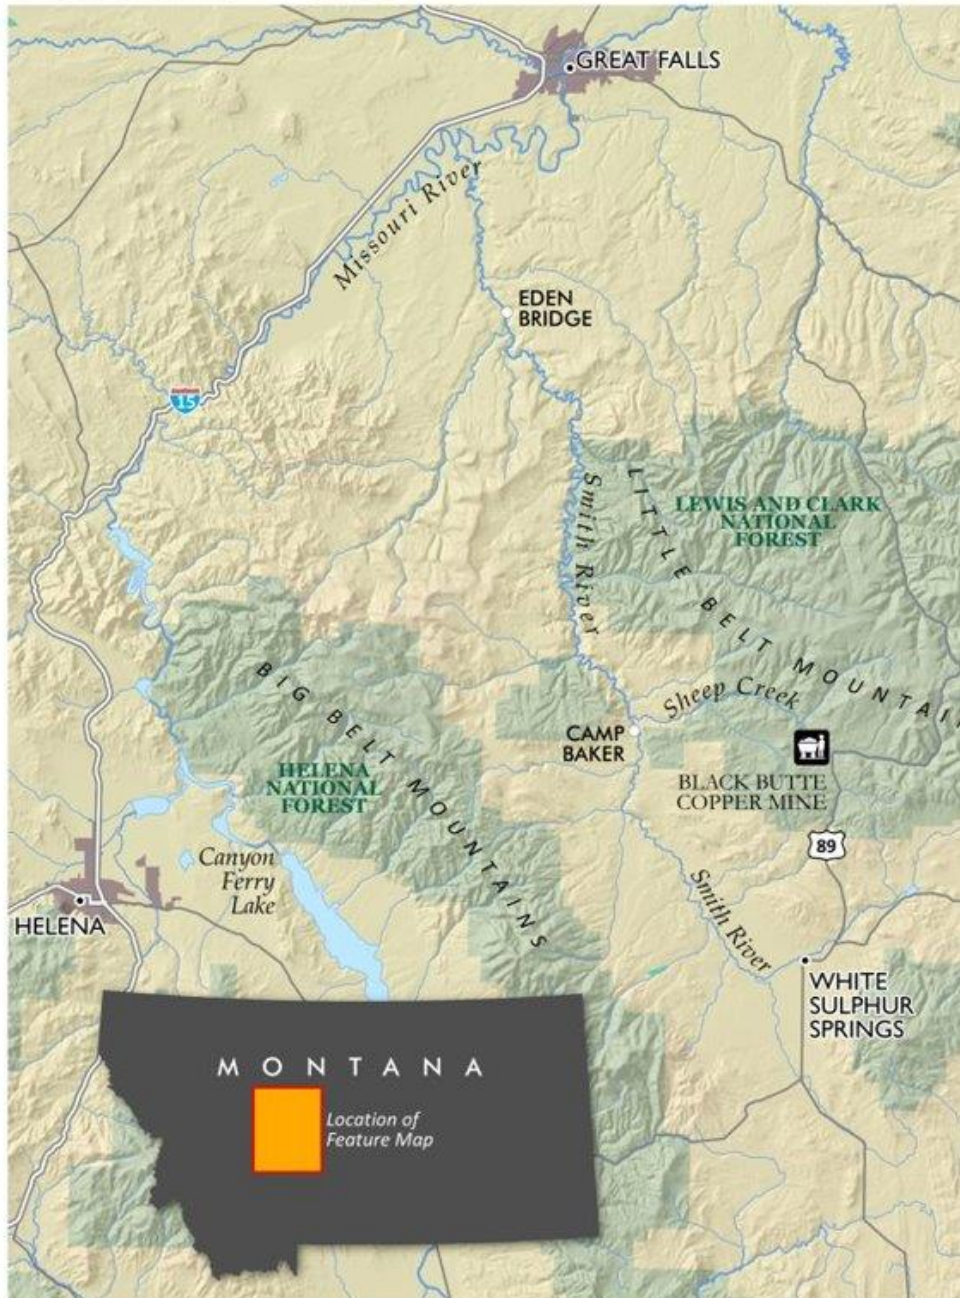 GREAT FALLS
Missouri River
EDEN
BRIDGE
15
Smith River
LITTLE BELT MOUNTAI
LEWIS AND CLARK
NATIONAL
FOREST
BIG BELT MOUNTAINS
Sheep Creek
CAMP
BAKER
HELENA
NATIONAL
FOREST
BLACK BUTTE
COPPER MINE
89
Canyon
Ferry
Lake
Smith River
HELENA
WHITE
SULPHUR
SPRINGS
MONTANA
Location of
Feature Map